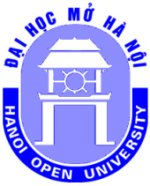 ĐẠI HỌC MỞ HÀ NỘI
HANOI OPEN UNIVERSITY